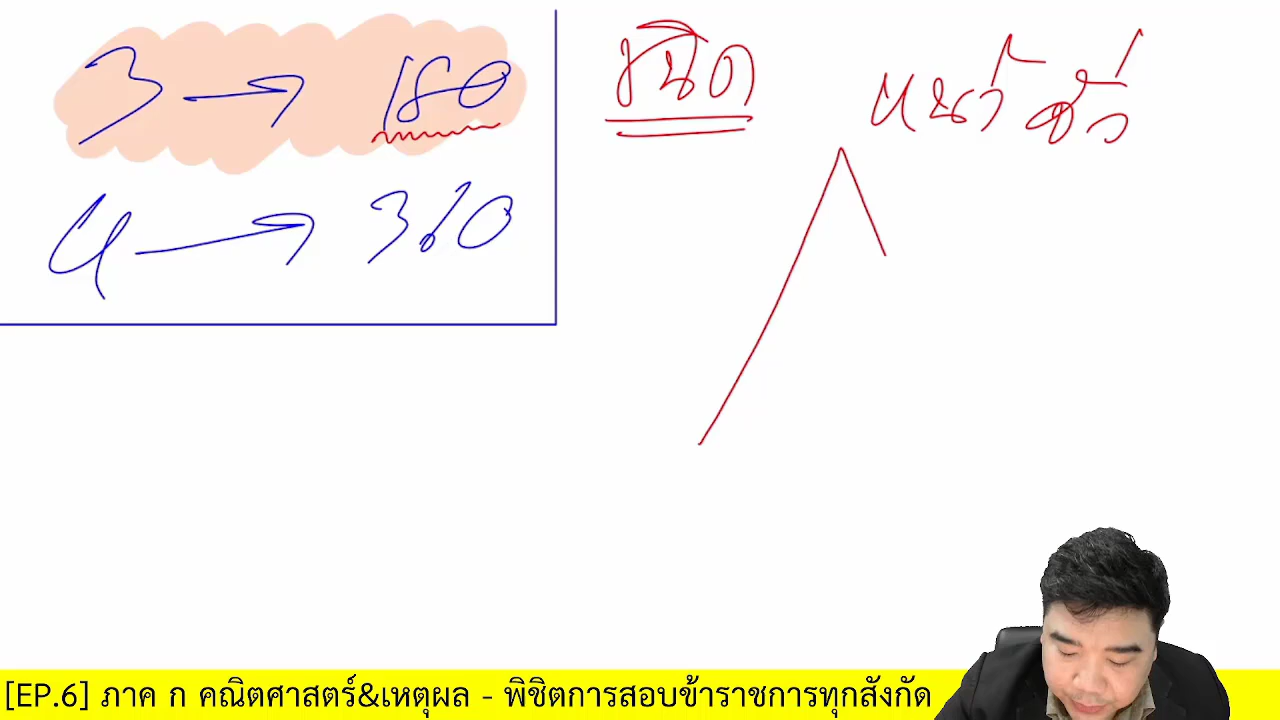 3 → 180
4 → 360
ชนิด
หน้าจั่ว
[EP.6] ภาค ก คณิตศาสตร์&เหตุผล - พิชิตการสอบข้าราชการทุกสังกัด